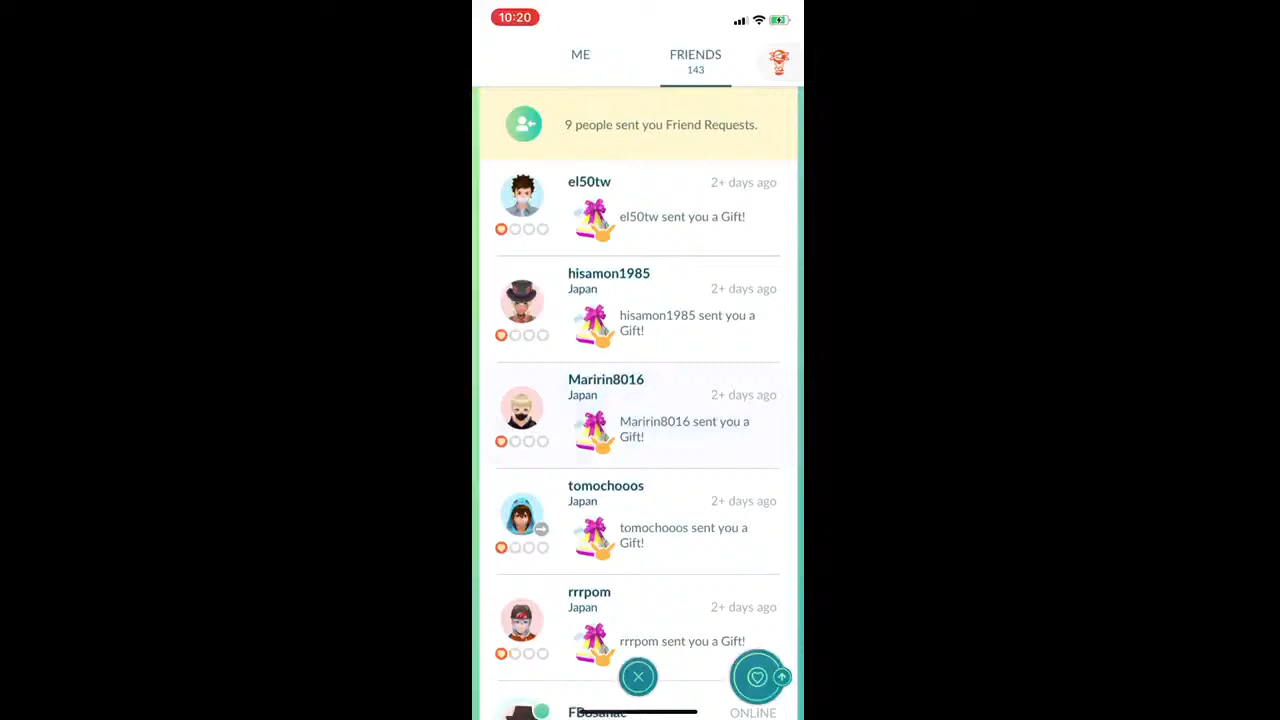 10:20
ME
FRIENDS
143
9 people sent you Friend Requests.
el50tw
2+ days ago
el50tw sent you a Gift!
hisamon1985
Japan
2+ days ago
hisamon1985 sent you a
Gift!
Maririn8016
Japan
2+ days ago
Maririn8016 sent you a
Gift!
tomochooos
Japan
2+ days ago
tomochooos sent you a
Gift!
rrrpom
Japan
2+ days ago
rrrpom sent you a Gift!
ONLINE